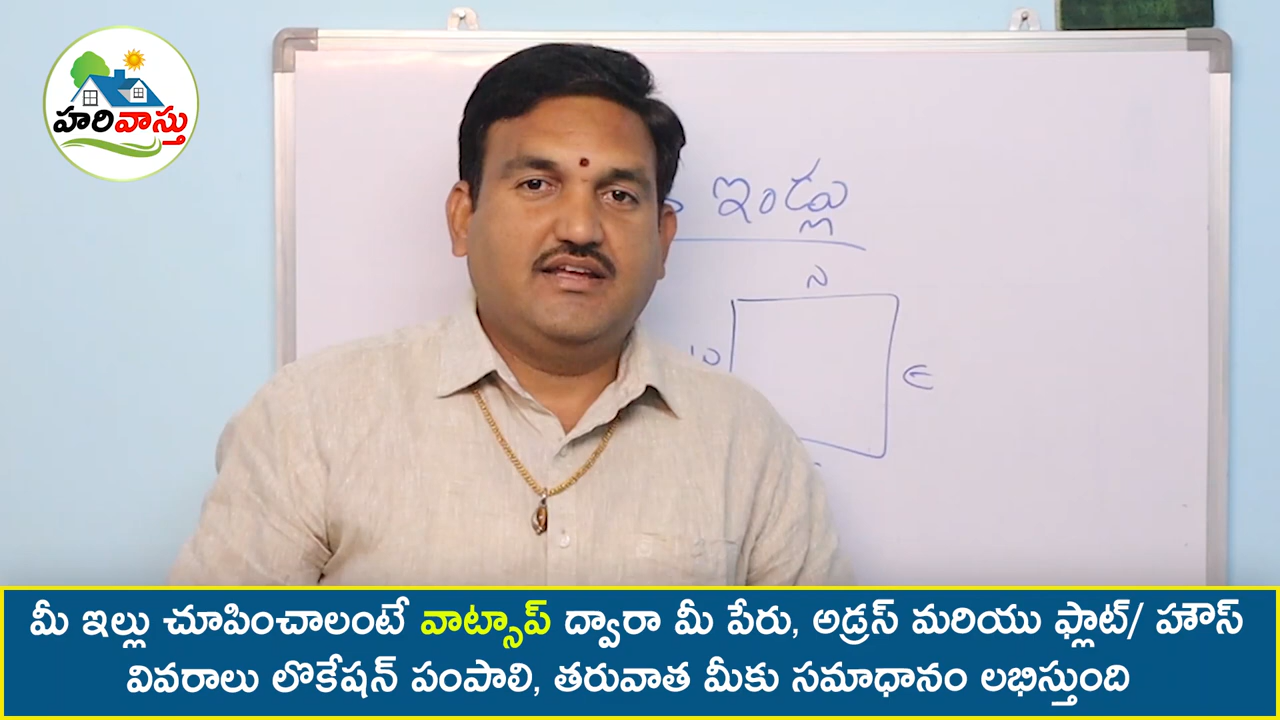 హరివాస్తు
ఇండ్లు
N
W
E
మీ ఇల్లు చూపించాలంటే వాట్సాప్ ద్వారా మీ పేరు, అడ్రస్ మరియు ఫ్లాట్/ హౌస్
వివరాలు లొకేషన్ పంపాలి, తరువాత మీకు సమాధానం లభిస్తుంది